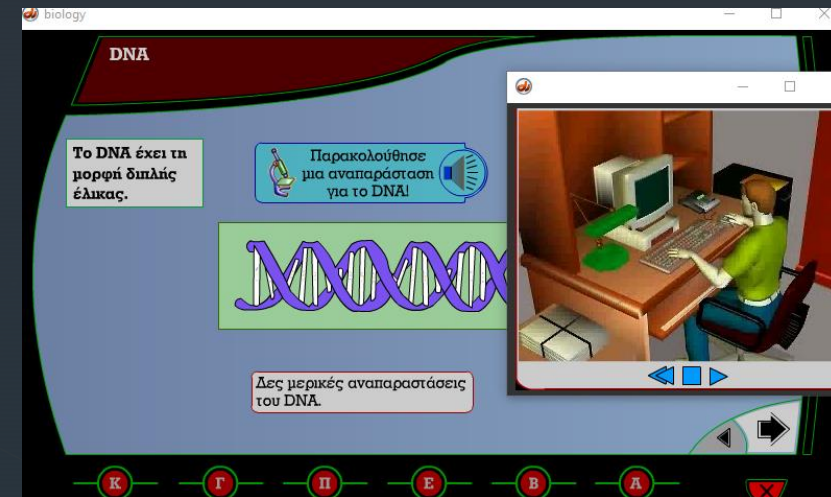 biology
DNA
Το DNA έχει τη
μορφή διπλής
έλικας.
Παρακολούθησε
μια αναπαράσταση
για το DNA!
Δες μερικές αναπαραστάσεις
του DNA.
Κ Γ Π Ε Β Α